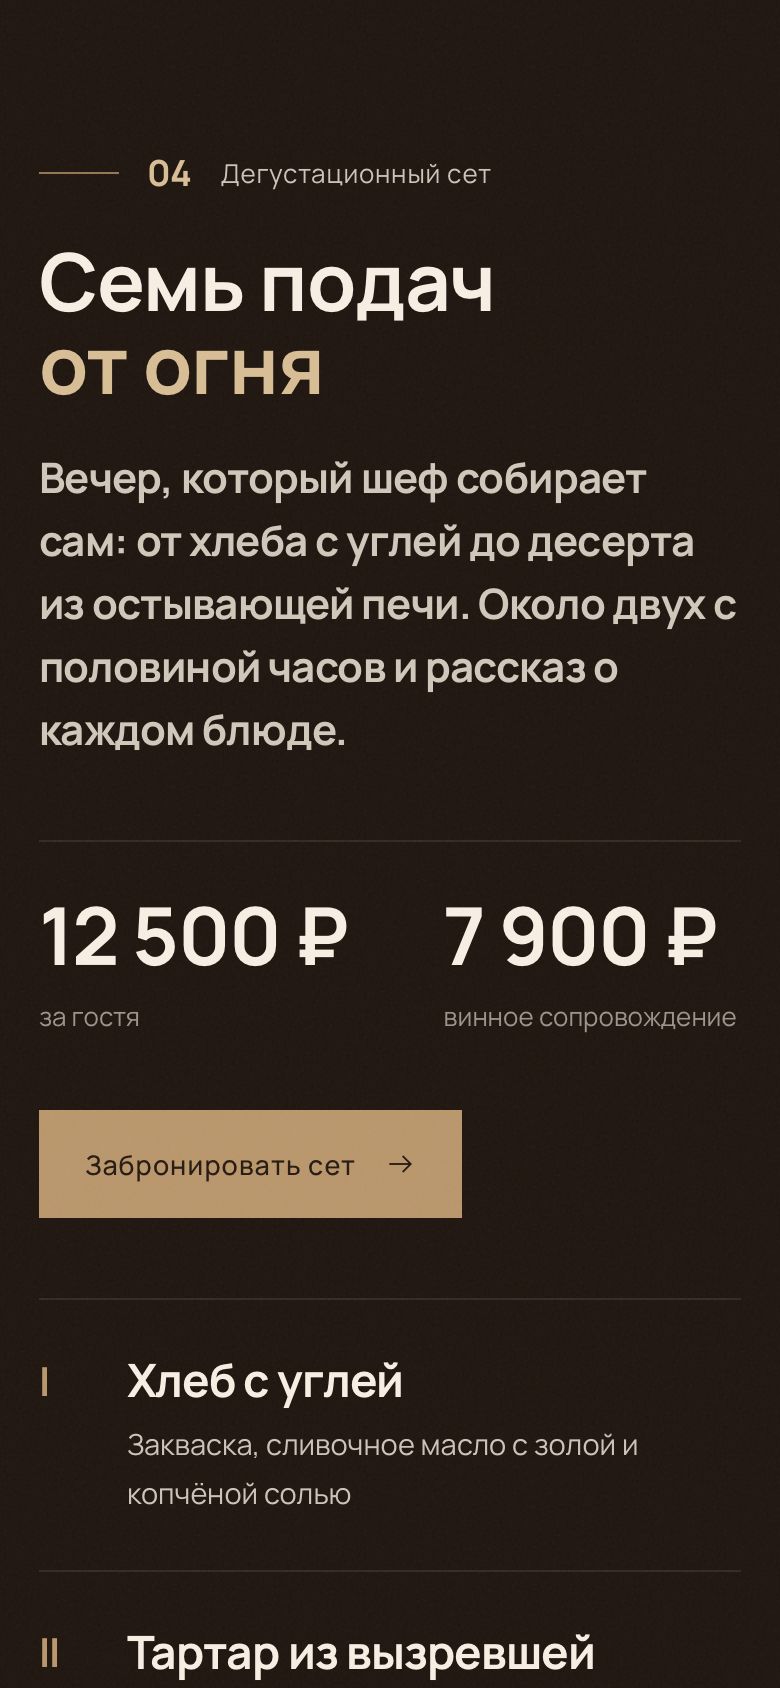 04 Дегустационный сет
Семь подач
от огня
Вечер, который шеф собирает
сам: от хлеба с углей до десерта
из остывающей печи. Около двух с
половиной часов и рассказ о
каждом блюде.
12 500 ₽ 7 900 ₽
за гостя винное сопровождение
Забронировать сет →
I Хлеб с углей
Закваска, сливочное масло с золой и
копчёной солью
II Тартар из вызревшей